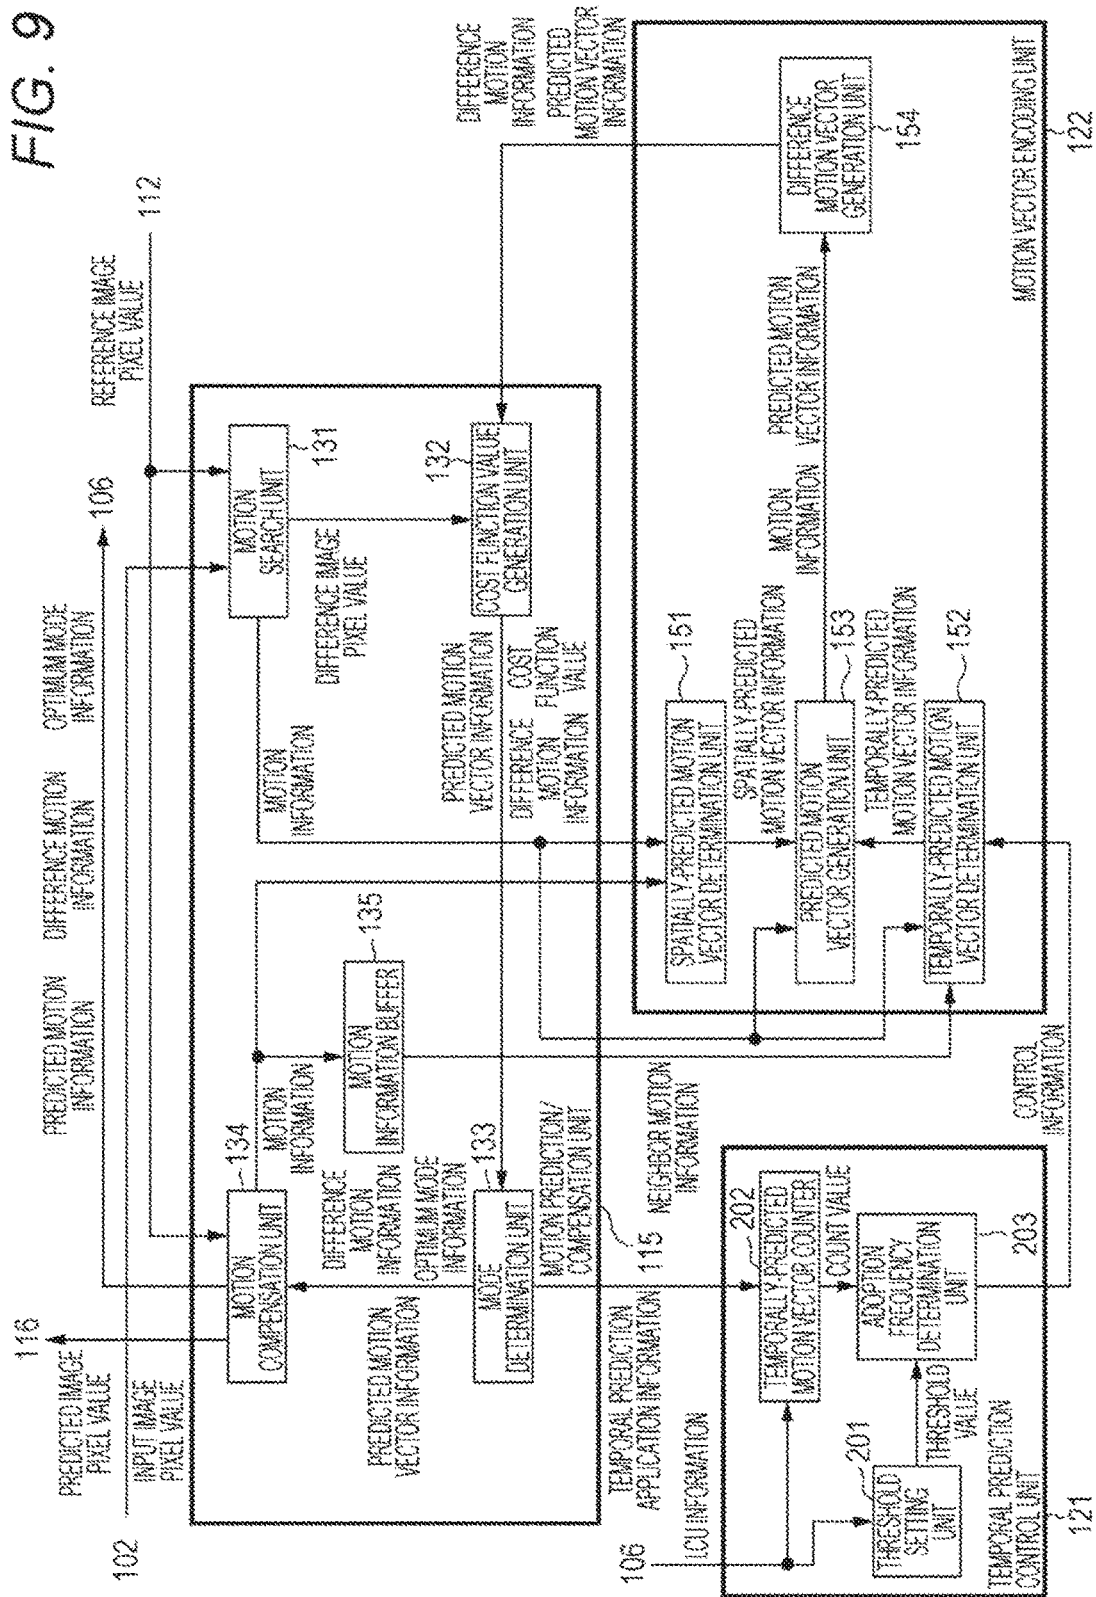 FIG. 9
116
PREDICTED IMAGE
PIXEL VALUE
102
INPUT IMAGE
PIXEL VALUE
PREDICTED MOTION
INFORMATION
DIFFERENCE MOTION
INFORMATION
OPTIMUM MODE
INFORMATION
106
REFERENCE IMAGE
PIXEL VALUE
112
MOTION
COMPENSATION UNIT
134
MOTION
INFORMATION
MOTION
INFORMATION
MOTION
SEARCH UNIT
131
DIFFERENCE IMAGE
PIXEL VALUE
MOTION
INFORMATION BUFFER
135
PREDICTED MOTION
VECTOR INFORMATION
DIFFERENCE
MOTION
INFORMATION
OPTIMUM MODE
INFORMATION
MODE
DETERMINATION UNIT
133
PREDICTED MOTION
VECTOR INFORMATION
DIFFERENCE
MOTION
INFORMATION
COST
FUNCTION
VALUE
COST FUNCTION VALUE
GENERATION UNIT
132
DIFFERENCE
MOTION
INFORMATION
PREDICTED
MOTION VECTOR
INFORMATION
MOTION PREDICTION/
COMPENSATION UNIT
115
TEMPORAL PREDICTION
APPLICATION INFORMATION
NEIGHBOR MOTION
INFORMATION
106
LCU INFORMATION
TEMPORALLY-PREDICTED
MOTION VECTOR COUNTER
202
COUNT VALUE
THRESHOLD
SETTING
UNIT
201
THRESHOLD
VALUE
ADOPTION
FREQUENCY
DETERMINATION
UNIT
203
TEMPORAL PREDICTION
CONTROL UNIT
121
CONTROL
INFORMATION
SPATIALLY-PREDICTED MOTION
VECTOR DETERMINATION UNIT
151
SPATIALLY-PREDICTED
MOTION VECTOR INFORMATION
PREDICTED MOTION
VECTOR GENERATION UNIT
153
TEMPORALLY-PREDICTED
MOTION VECTOR INFORMATION
TEMPORALLY-PREDICTED MOTION
VECTOR DETERMINATION UNIT
152
MOTION
INFORMATION
PREDICTED MOTION
VECTOR INFORMATION
DIFFERENCE
MOTION VECTOR
GENERATION UNIT
154
MOTION VECTOR ENCODING UNIT
122